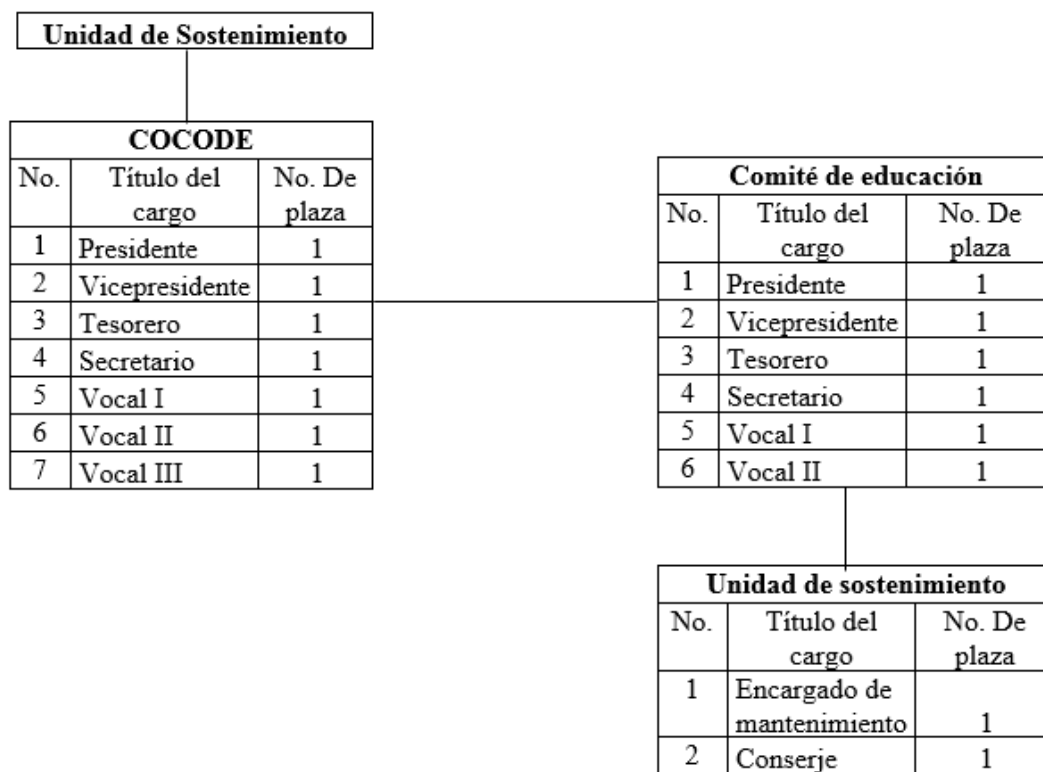 Unidad de Sostenimiento
COCODE
No. Título del cargo No. De plaza
1 Presidente 1
2 Vicepresidente 1
3 Tesorero 1
4 Secretario 1
5 Vocal I 1
6 Vocal II 1
7 Vocal III 1
Comité de educación
No. Título del cargo No. De plaza
1 Presidente 1
2 Vicepresidente 1
3 Tesorero 1
4 Secretario 1
5 Vocal I 1
6 Vocal II 1
Unidad de sostenimiento
No. Título del cargo No. De plaza
1 Encargado de mantenimiento 1
2 Conserje 1